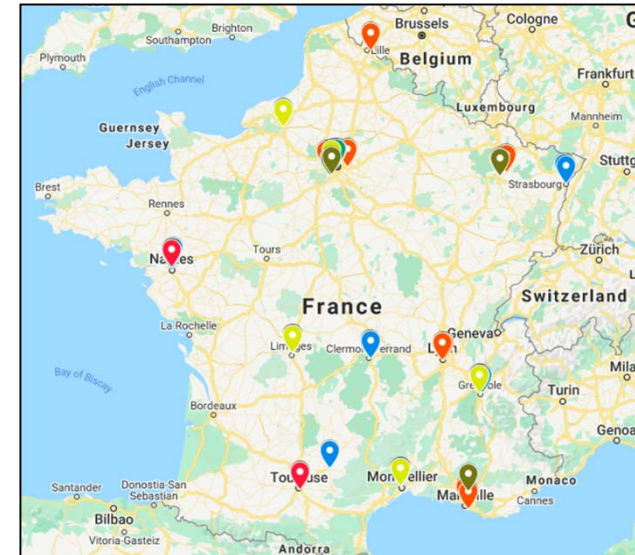 Brussels
Cologne
G
Southampton
Brighton
Plymouth
Lille
Belgium
Frankfurt
English Channel
Luxembourg
Mannheim
Guernsey
Jersey
Stuttg
Strasbourg
Brest
Rennes
Nantes
Tours
Zürich
Switzerland
France
La Rochelle
Geneva
Limoges
Clermont-Ferrand
Lyon
Mila
Bay of Biscay
Grenoble
Turin
Bordeaux
Genoa
Toulouse
Montpellier
Monaco
Santander
Donostia-San
Sebastian
Marseille
Cannes
Bilbao
Vitoria-Gasteiz
Andorra